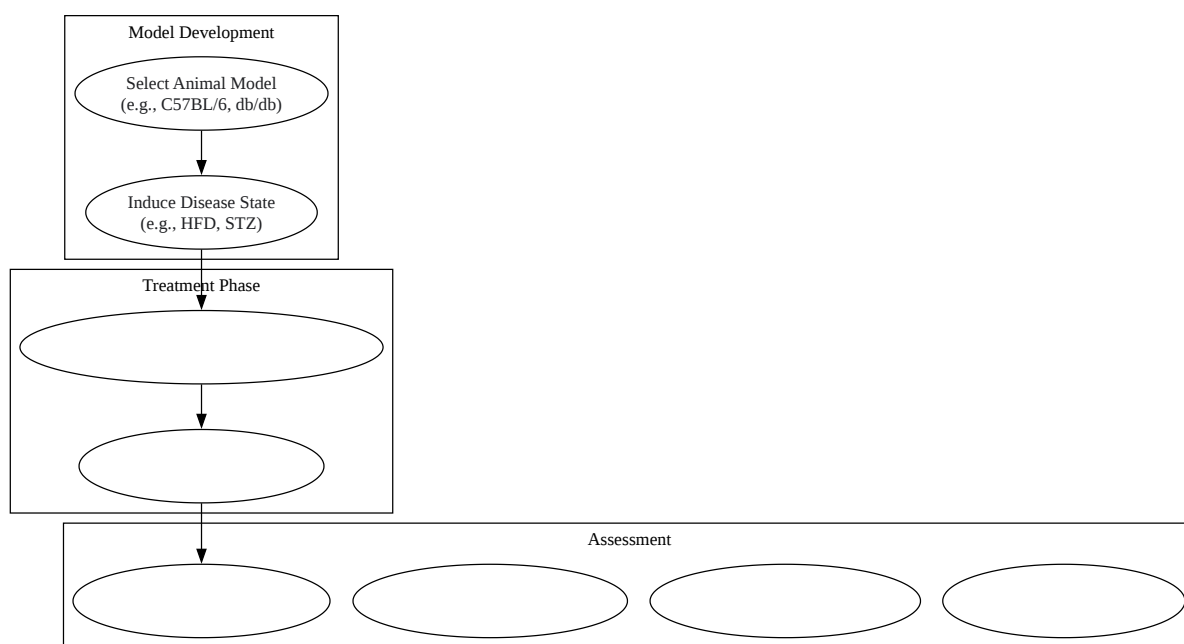 Model Development
Select Animal Model
(e.g., C57BL/6, db/db)
Induce Disease State
(e.g., HFD, STZ)
Treatment Phase
Assessment